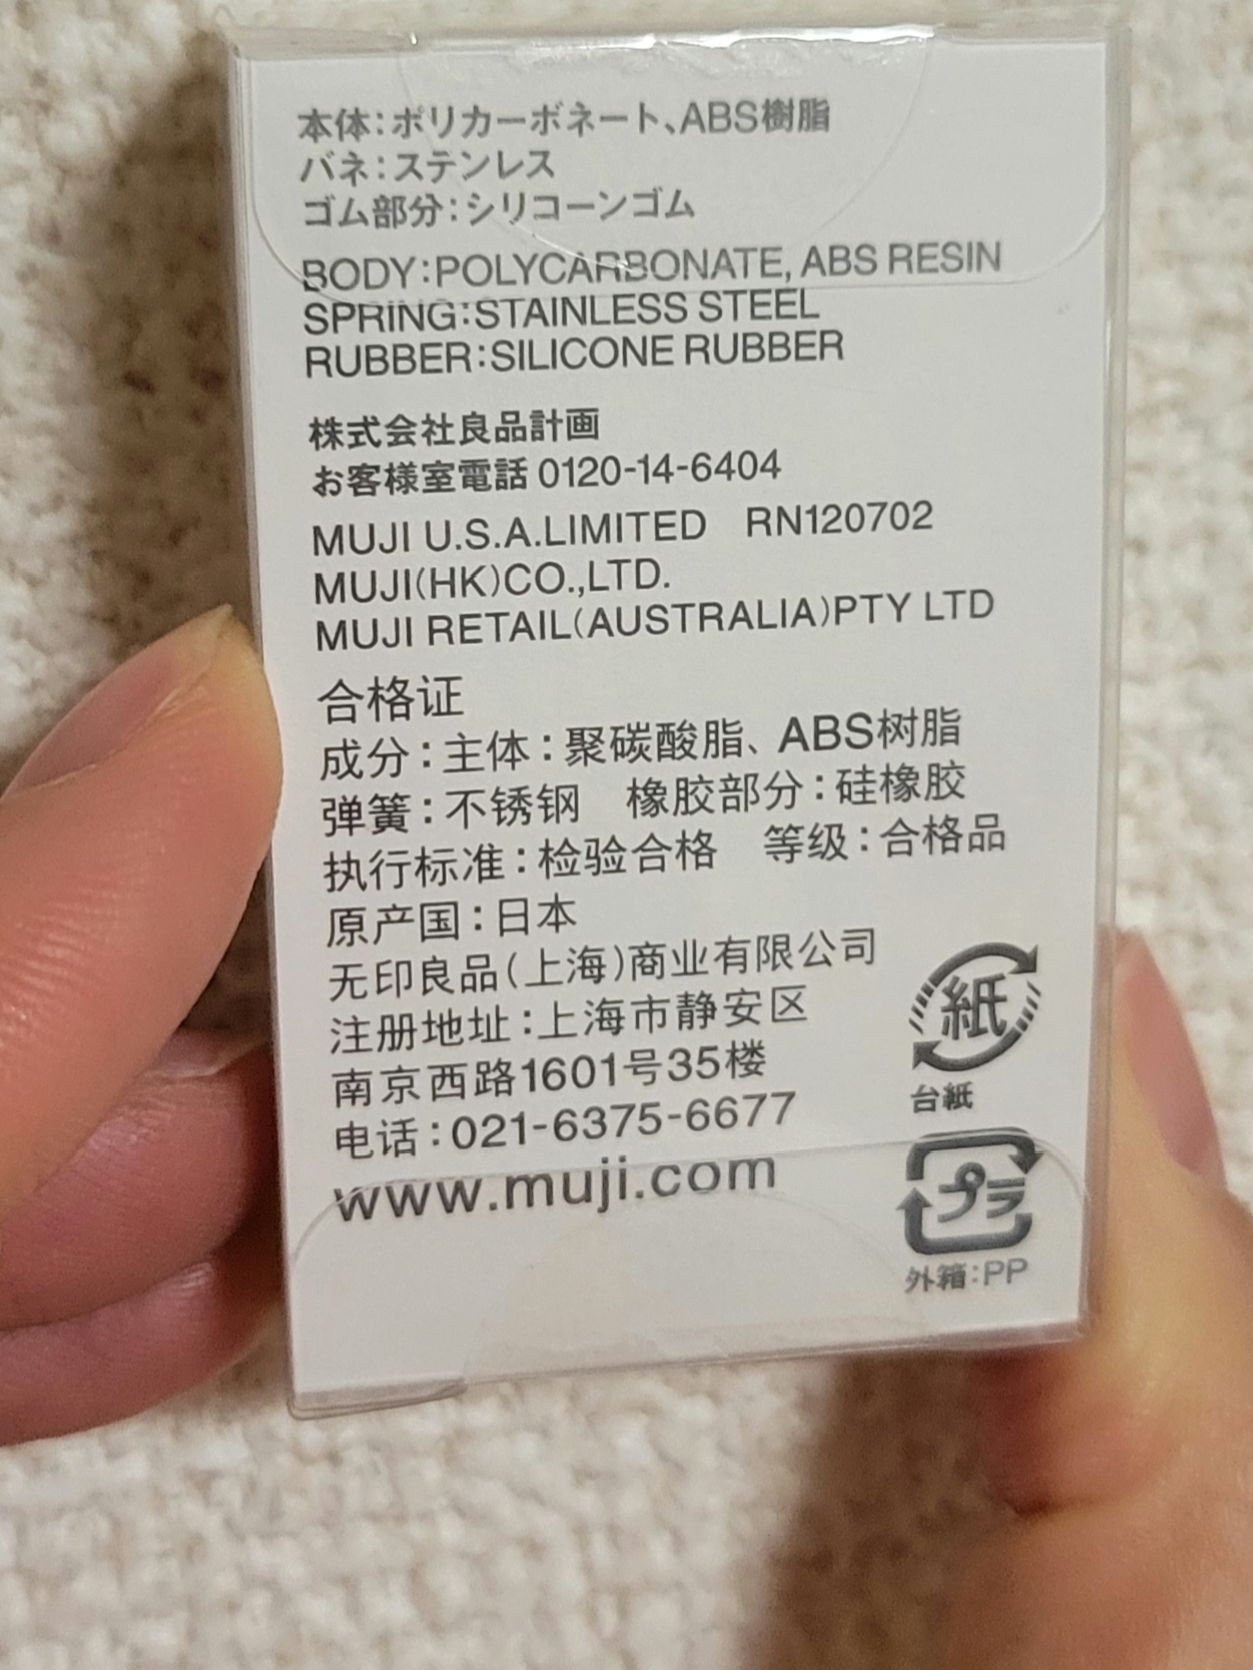 本体:ポリカーボネート、ABS樹脂
バネ:ステンレス
ゴム部分:シリコーンゴム
BODY:POLYCARBONATE, ABS RESIN
SPRING:STAINLESS STEEL
RUBBER:SILICONE RUBBER
株式会社良品計画
お客様室電話 0120-14-6404
MUJI U.S.A.LIMITED RN120702
MUJI(HK)CO.,LTD.
MUJI RETAIL(AUSTRALIA)PTY LTD
合格证
成分:主体:聚碳酸脂、ABS树脂
弹簧:不锈钢 橡胶部分:硅橡胶
执行标准:检验合格 等级:合格品
原产国:日本
无印良品(上海)商业有限公司
注册地址:上海市静安区
南京西路1601号35楼
电话:021-6375-6677
www.muji.com
紙
台紙
プラ
外箱:PP